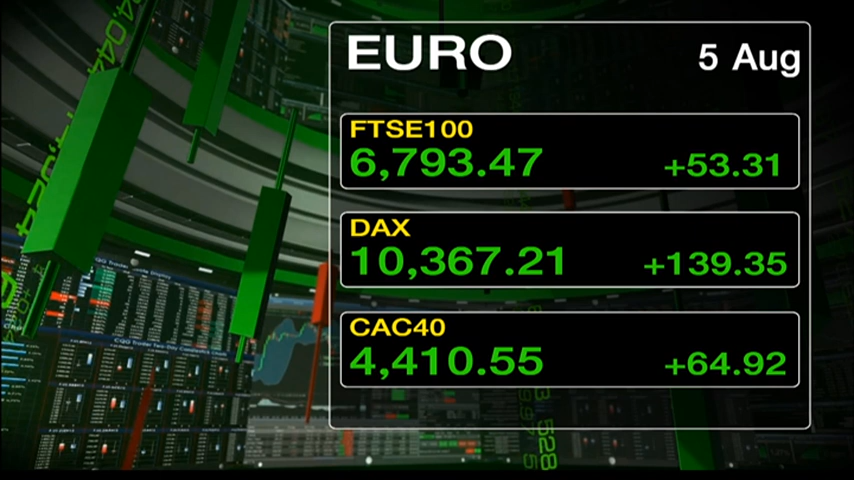 EURO
5 Aug
FTSE100
6,793.47 +53.31
DAX
10,367.21 +139.35
CAC40
4,410.55 +64.92